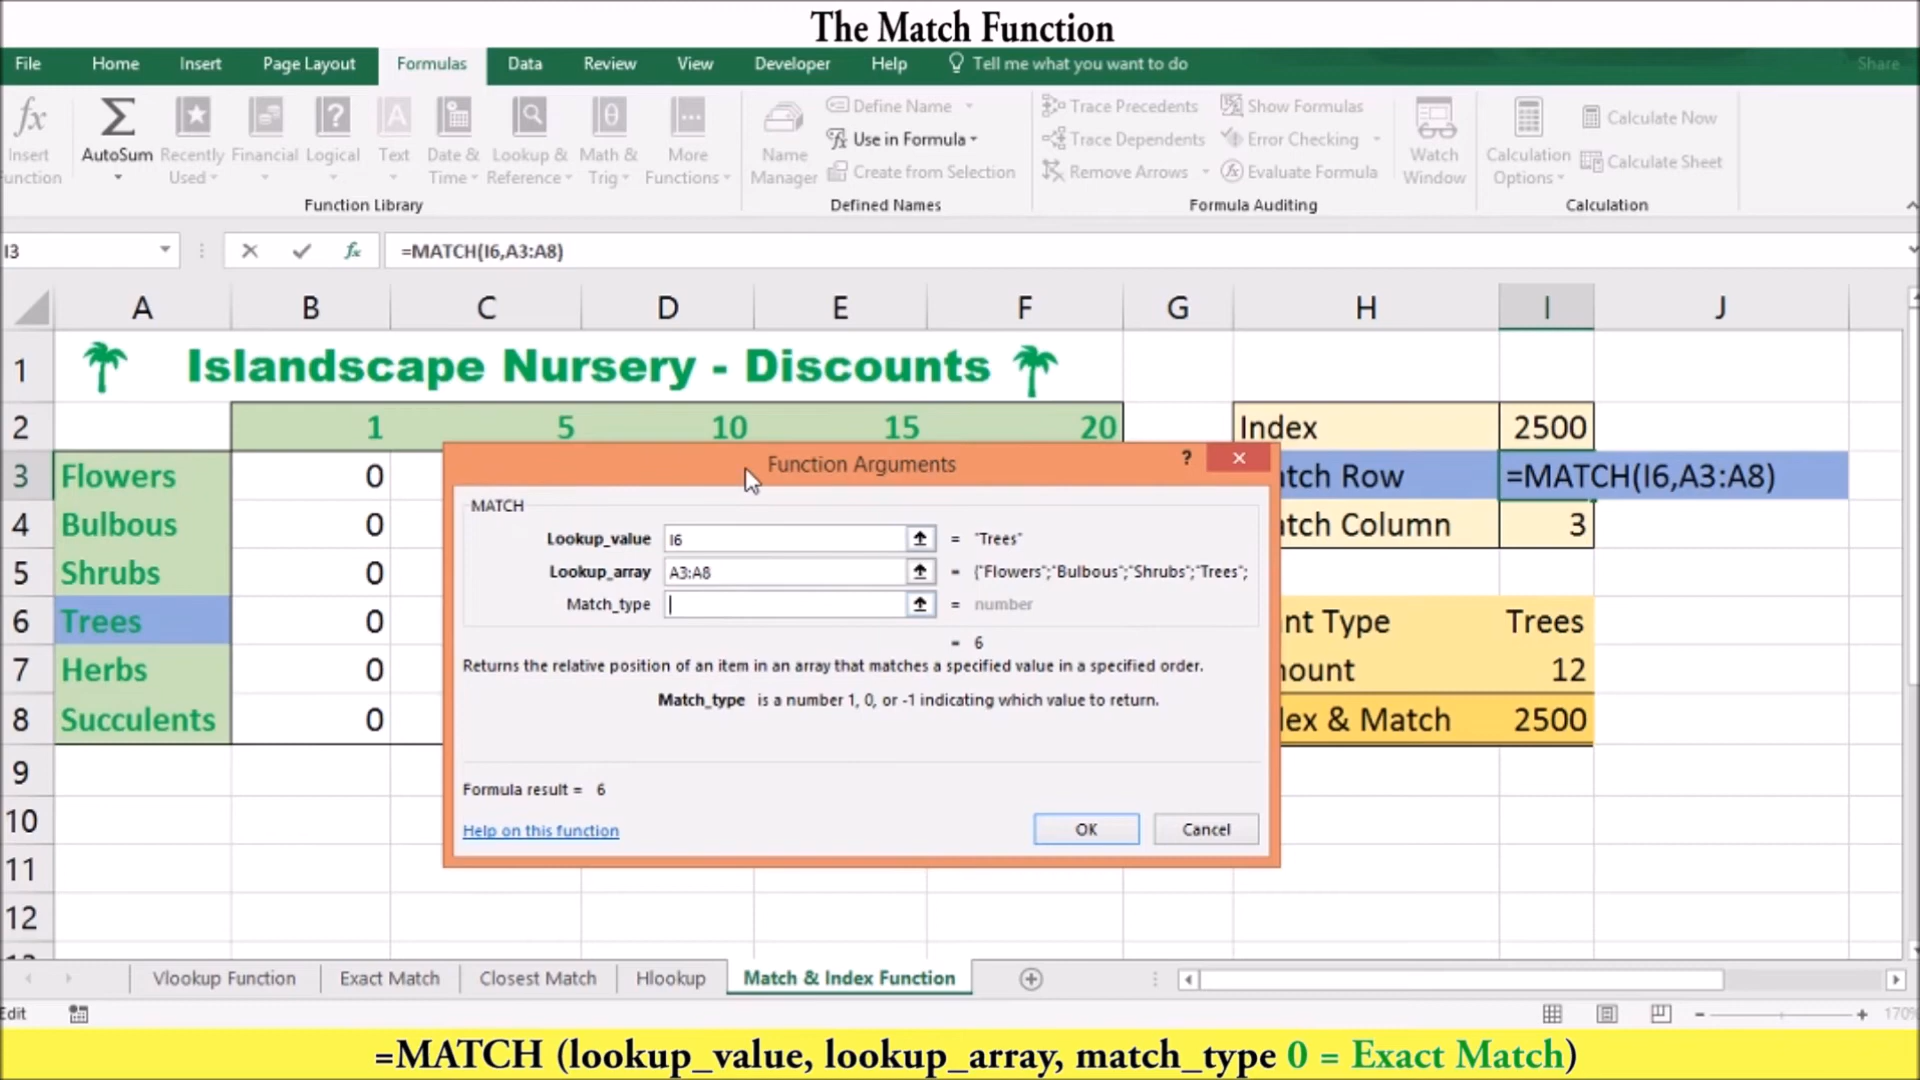 The Match Function
File Home Insert Page Layout Formulas Data Review View Developer Help Tell me what you want to do Share
Insert AutoSum Recently Financial Logical Text Date & Lookup & Math & More Name Define Name Trace Precedents Show Formulas Watch Calculation Calculate Now
unction Used Time Reference Trig Functions Manager Use in Formula Trace Dependents Error Checking Window Options Calculate Sheet
Create from Selection Remove Arrows Evaluate Formula
Function Library Defined Names Formula Auditing Calculation
I3 fx =MATCH(I6,A3:A8)
A B C D E F G H I J
1 Islandscape Nursery - Discounts
2 1 5 10 15 20 Index 2500
3 Flowers 0 tch Row =MATCH(I6,A3:A8)
4 Bulbous 0 tch Column 3
5 Shrubs 0
6 Trees 0 nt Type Trees
7 Herbs 0 ount 12
8 Succulents 0 lex & Match 2500
9
10
11
12
Function Arguments ?
MATCH
Lookup_value I6 = "Trees"
Lookup_array A3:A8 = {"Flowers";"Bulbous";"Shrubs";"Trees";
Match_type = number
= 6
Returns the relative position of an item in an array that matches a specified value in a specified order.
Match_type is a number 1, 0, or -1 indicating which value to return.
Formula result = 6
Help on this function OK Cancel
Vlookup Function Exact Match Closest Match Hlookup Match & Index Function
Edit 170%
=MATCH (lookup_value, lookup_array, match_type 0 = Exact Match)